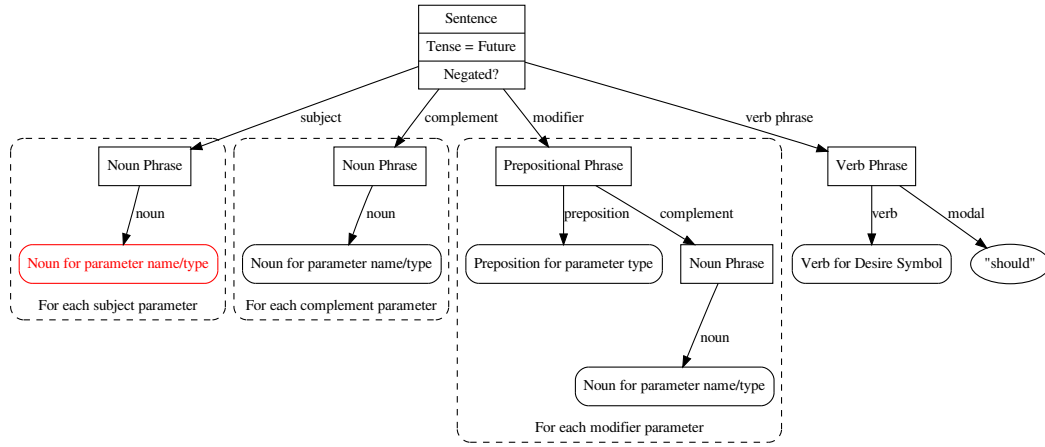 Sentence
Tense = Future
Negated?
subject
complement
modifier
verb phrase
Noun Phrase
Noun Phrase
Prepositional Phrase
Verb Phrase
noun
noun
preposition
complement
verb
modal
Noun for parameter name/type
Noun for parameter name/type
Preposition for parameter type
Noun Phrase
Verb for Desire Symbol
"should"
For each subject parameter
For each complement parameter
noun
Noun for parameter name/type
For each modifier parameter